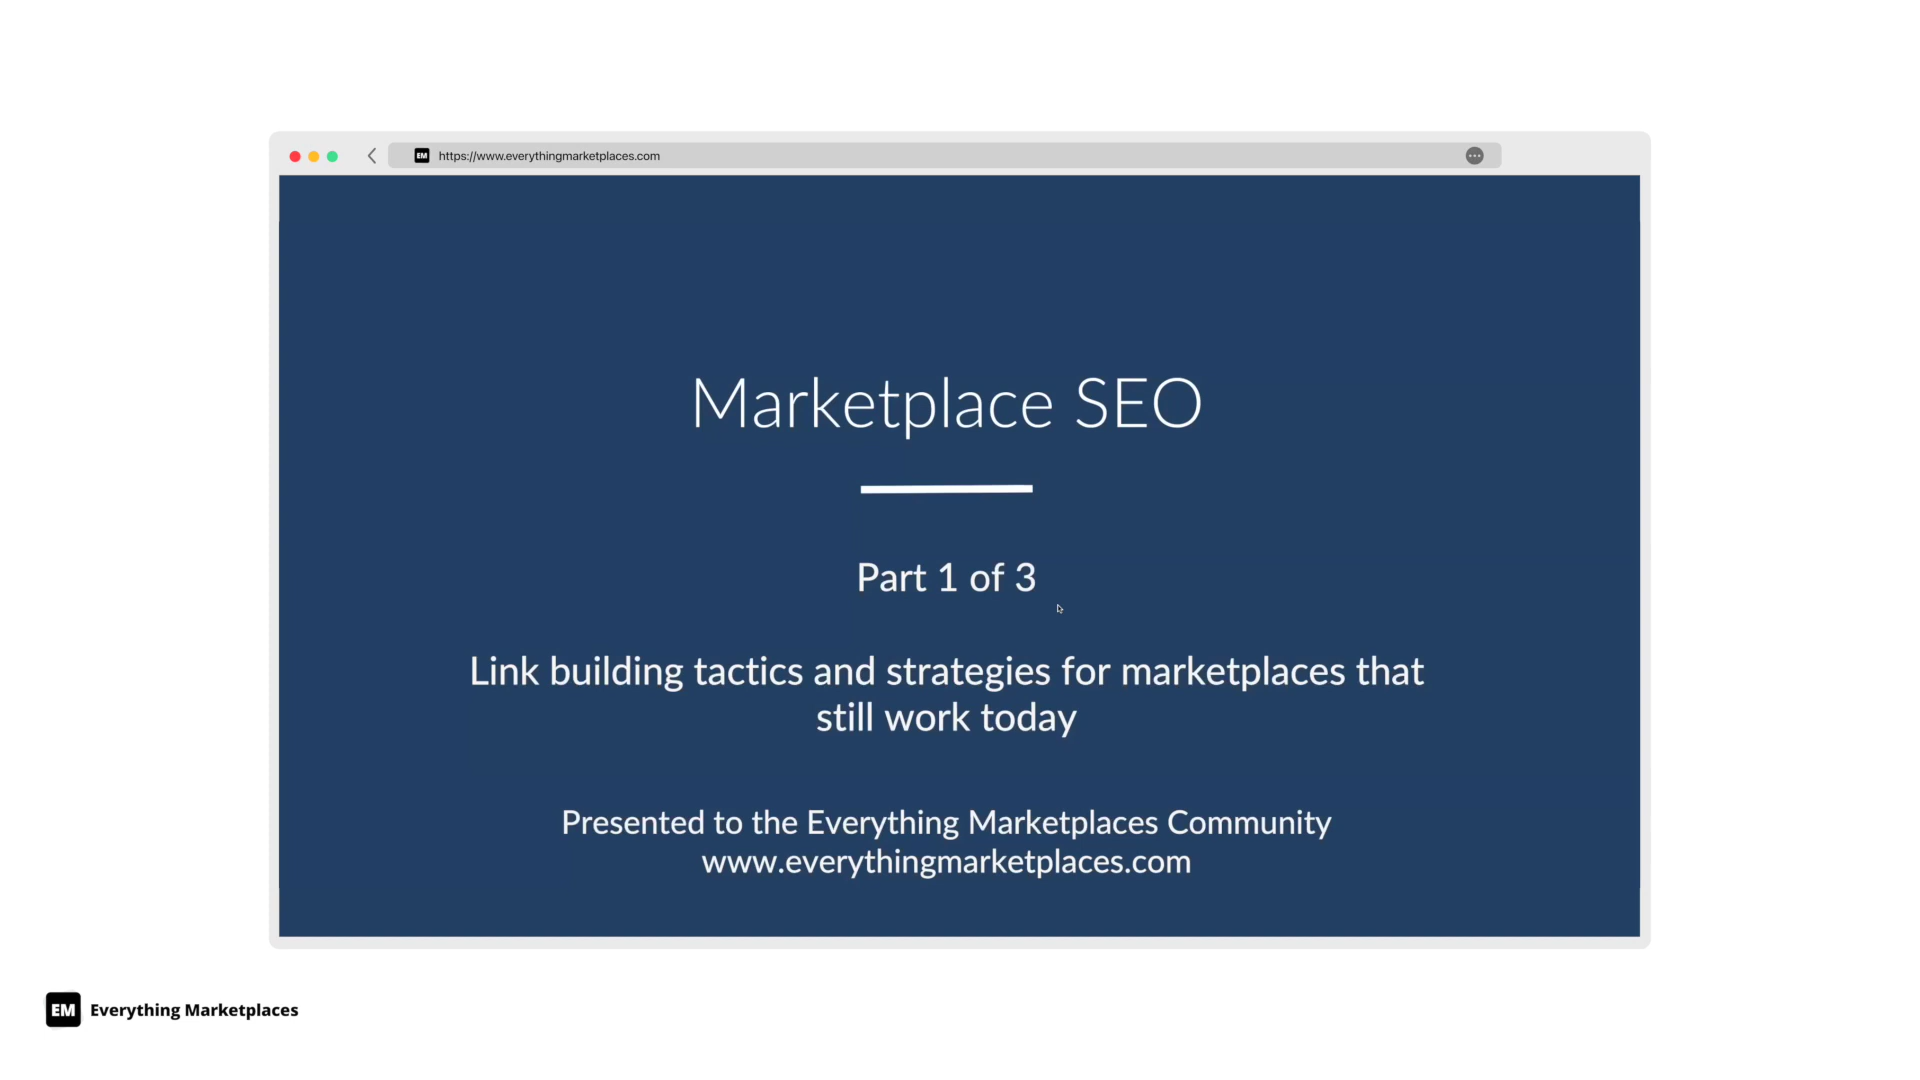 EM https://www.everythingmarketplaces.com
Marketplace SEO
Part 1 of 3
Link building tactics and strategies for marketplaces that
still work today
Presented to the Everything Marketplaces Community
www.everythingmarketplaces.com
EM Everything Marketplaces